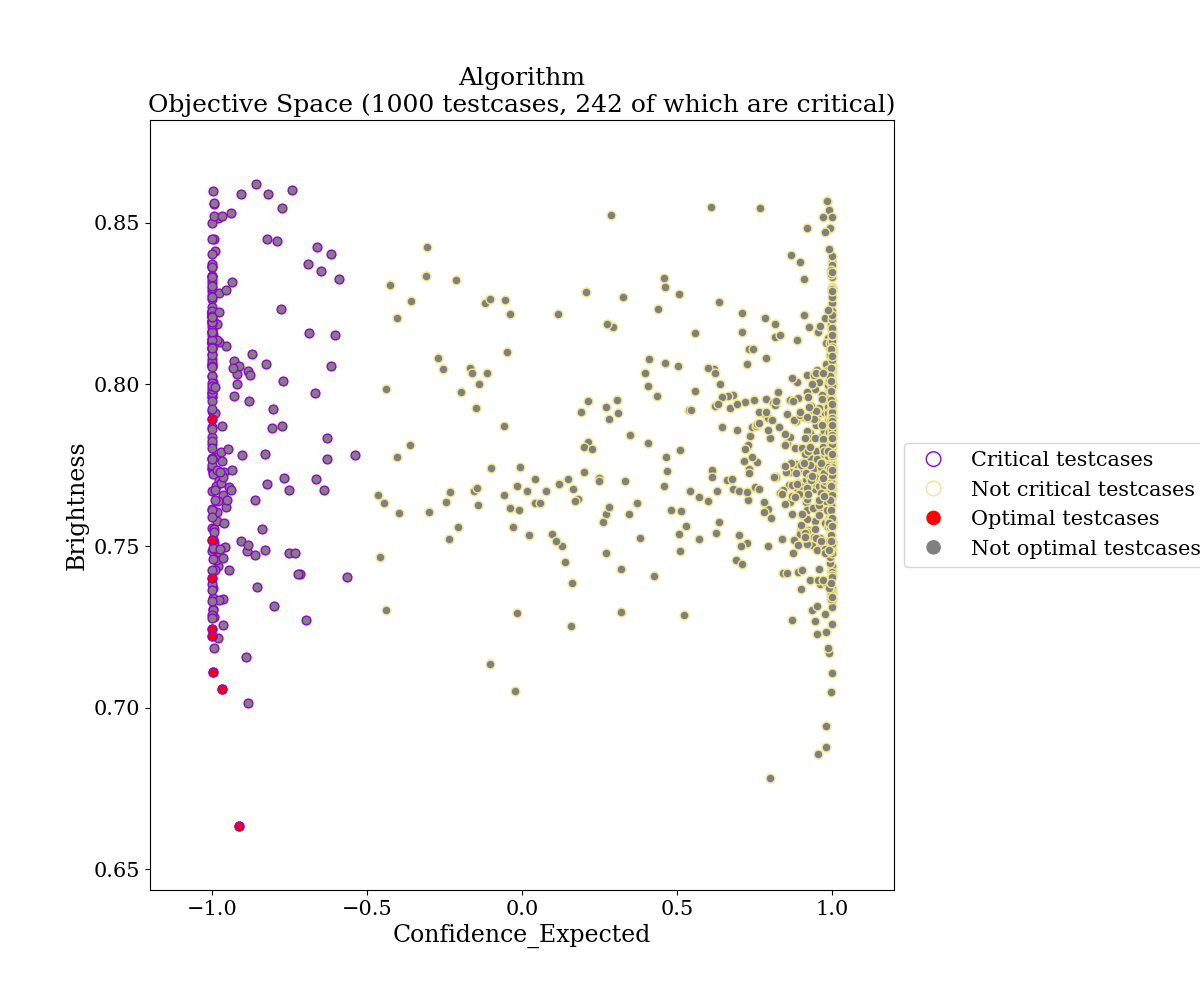 Algorithm
Objective Space (1000 testcases, 242 of which are critical)
0.85
0.80
0.75
0.70
0.65
Brightness
−1.0
−0.5
0.0
0.5
1.0
Confidence_Expected
Critical testcases
Not critical testcases
Optimal testcases
Not optimal testcases